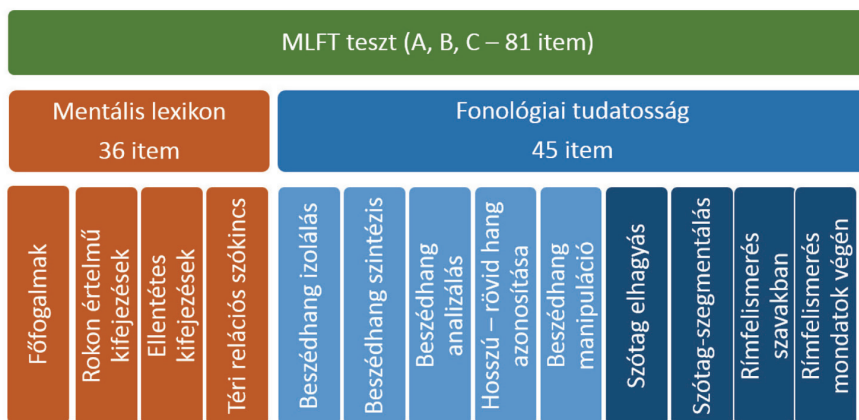 MLFT teszt (A, B, C – 81 item)
Mentális lexikon
36 item
Fonológiai tudatosság
45 item
Főfogalmak
Rokon értelmű
kifejezések
Ellentétes
kifejezések
Téri relációs szókincs
Beszédhang izolálás
Beszédhang szintézis
Beszédhang
analizálás
Hosszú – rövid hang
azonosítása
Beszédhang
manipuláció
Szótag elhagyás
Szótag-szegmentálás
Rímfelismerés
szavakban
Rímfelismerés
mondatok végén